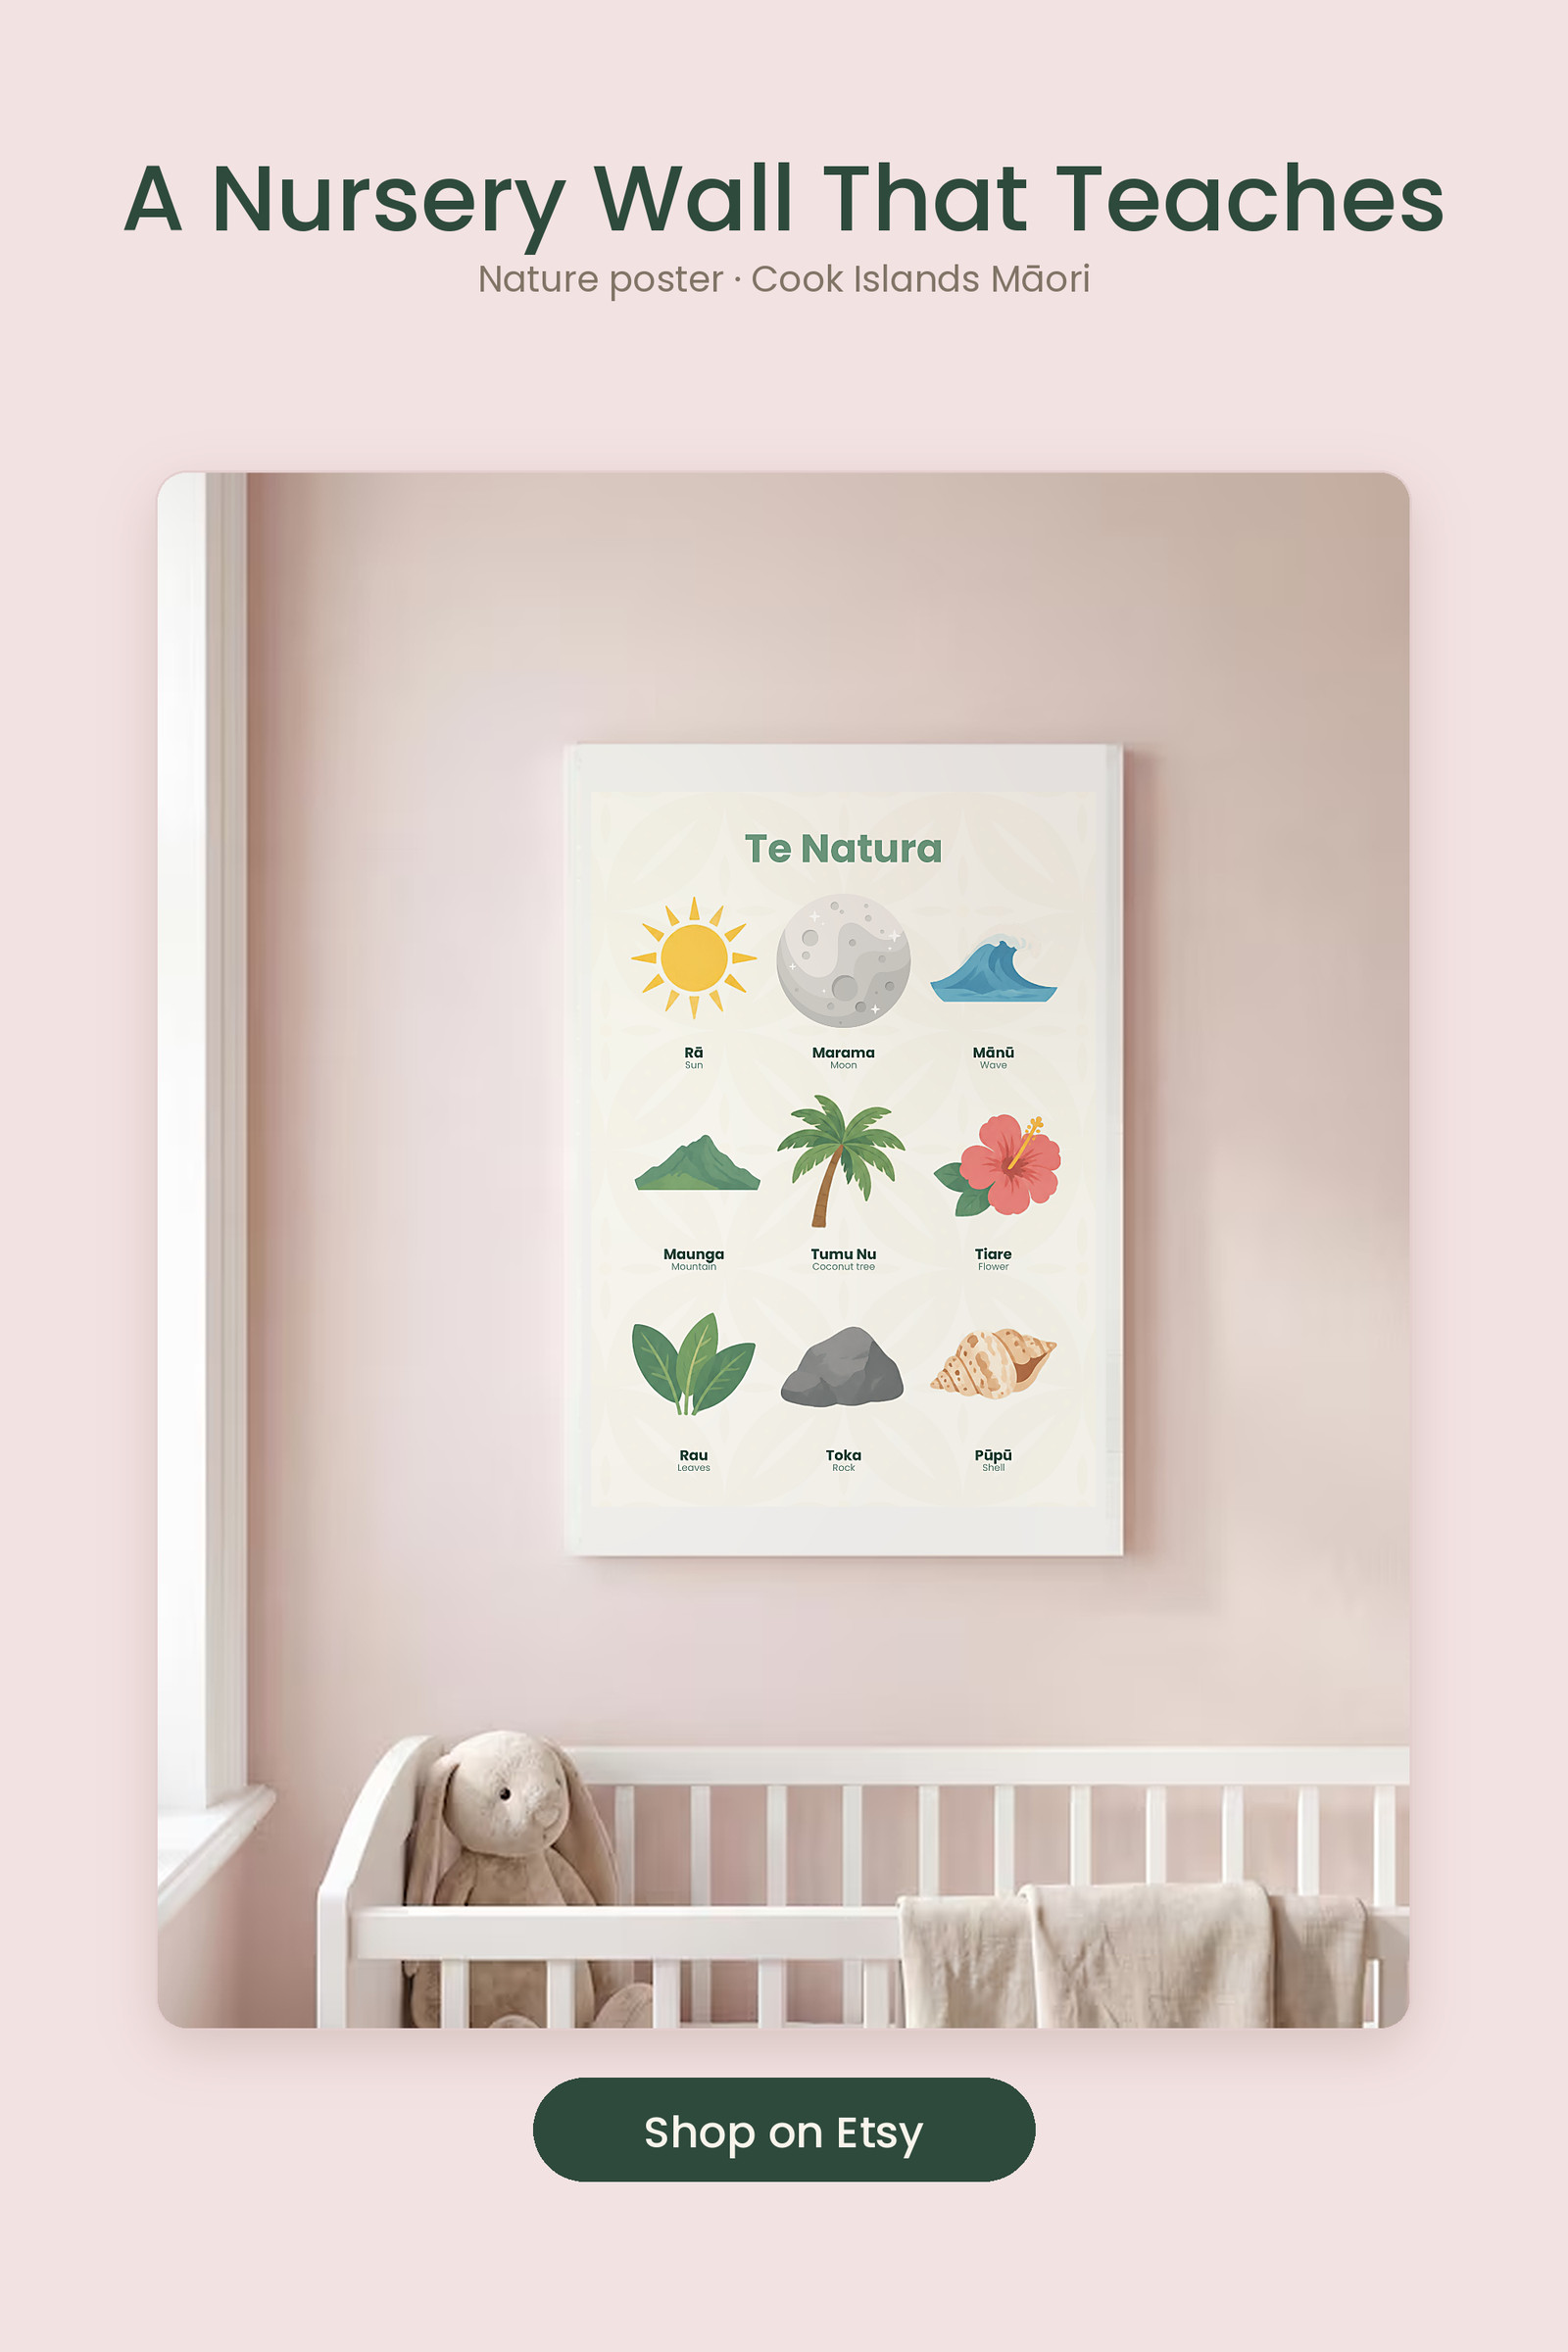 A Nursery Wall That Teaches
Nature poster · Cook Islands Māori
Te Natura
Rā
Sun
Marama
Moon
Mānū
Wave
Maunga
Mountain
Tumu Nu
Coconut tree
Tiare
Flower
Rau
Leaves
Toka
Rock
Pūpū
Shell
Shop on Etsy